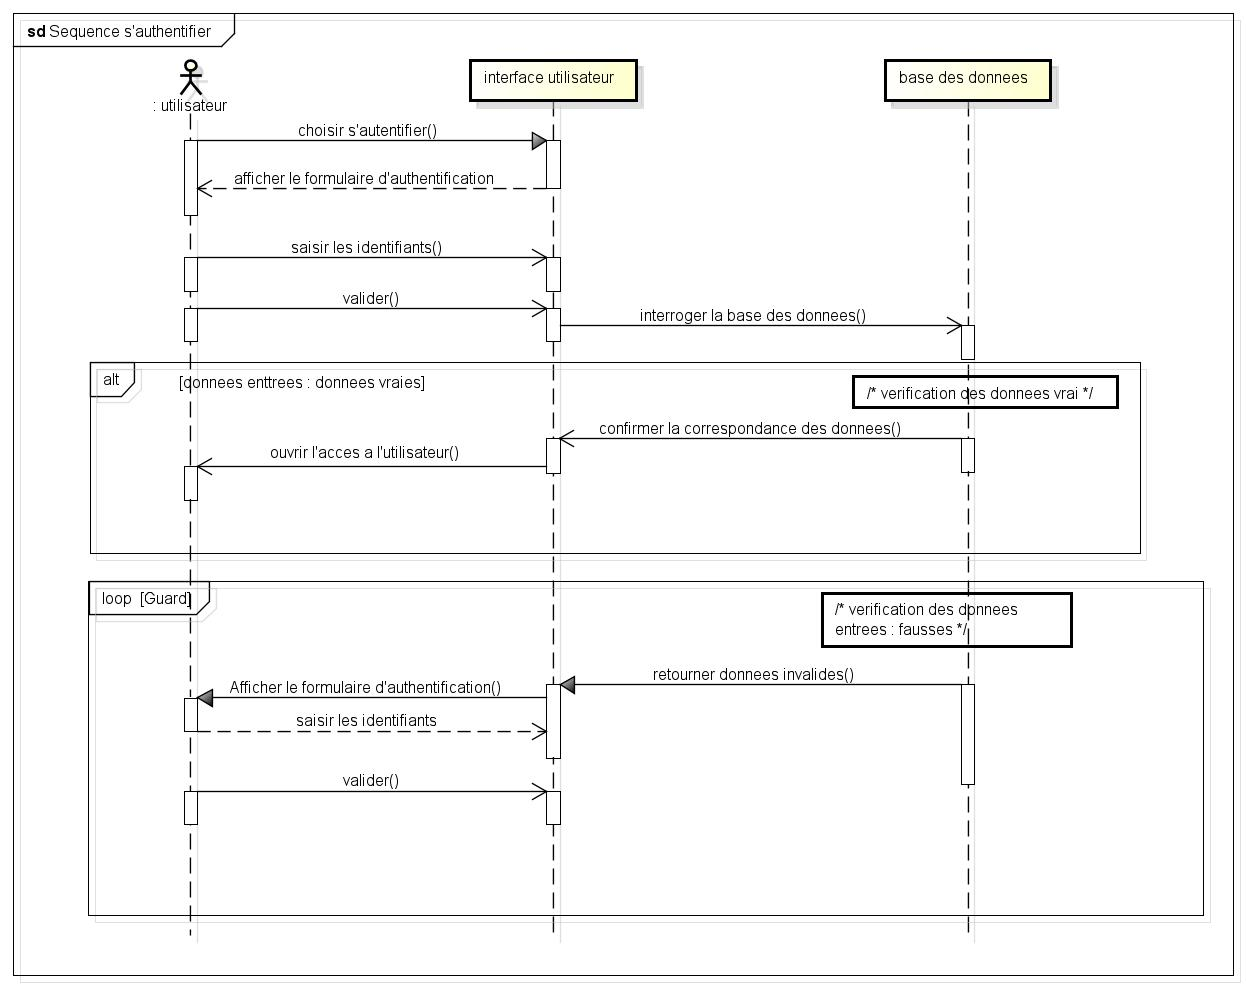 sd Sequence s'authentifier
: utilisateur
interface utilisateur
base des donnees
choisir s'autentifier()
afficher le formulaire d'authentification
saisir les identifiants()
valider()
interroger la base des donnees()
alt
[donnees enttrees : donnees vraies]
/* verification des donnees vrai */
confirmer la correspondance des donnees()
ouvrir l'acces a l'utilisateur()
loop [Guard]
/* verification des donnees
entrees : fausses */
retourner donnees invalides()
Afficher le formulaire d'authentification()
saisir les identifiants
valider()